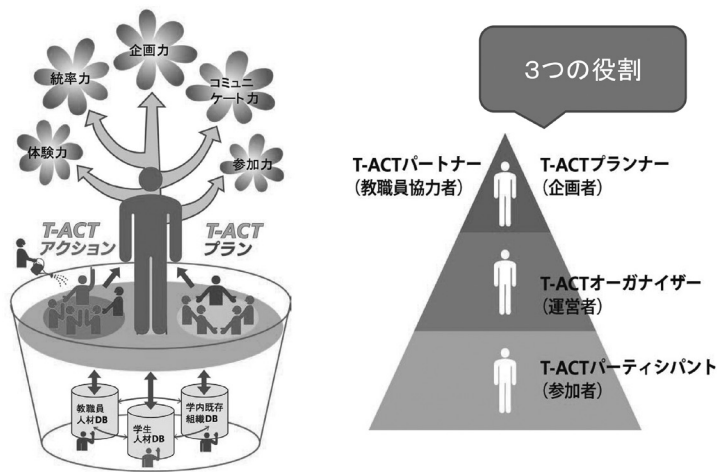 企画力
統率力
コミュニ
ケート力
体験力
参加力
T-ACT
アクション
T-ACT
プラン
教職員
人材DB
学生
人材DB
学内既存
組織DB
3つの役割
T-ACTパートナー
（教職員協力者）
T-ACTプランナー
（企画者）
T-ACTオーガナイザー
（運営者）
T-ACTパーティシパント
（参加者）